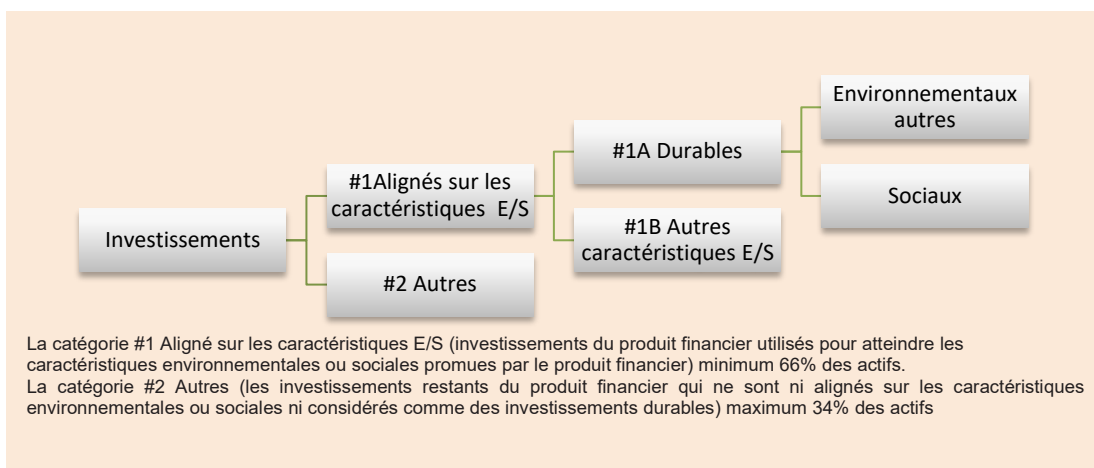 Environnementaux
autres
#1A Durables
#1Alignés sur les
caractéristiques E/S
Sociaux
Investissements
#1B Autres
caractéristiques E/S
#2 Autres
La catégorie #1 Aligné sur les caractéristiques E/S (investissements du produit financier utilisés pour atteindre les
caractéristiques environnementales ou sociales promues par le produit financier) minimum 66% des actifs.
La catégorie #2 Autres (les investissements restants du produit financier qui ne sont ni alignés sur les caractéristiques
environnementales ou sociales ni considérés comme des investissements durables) maximum 34% des actifs